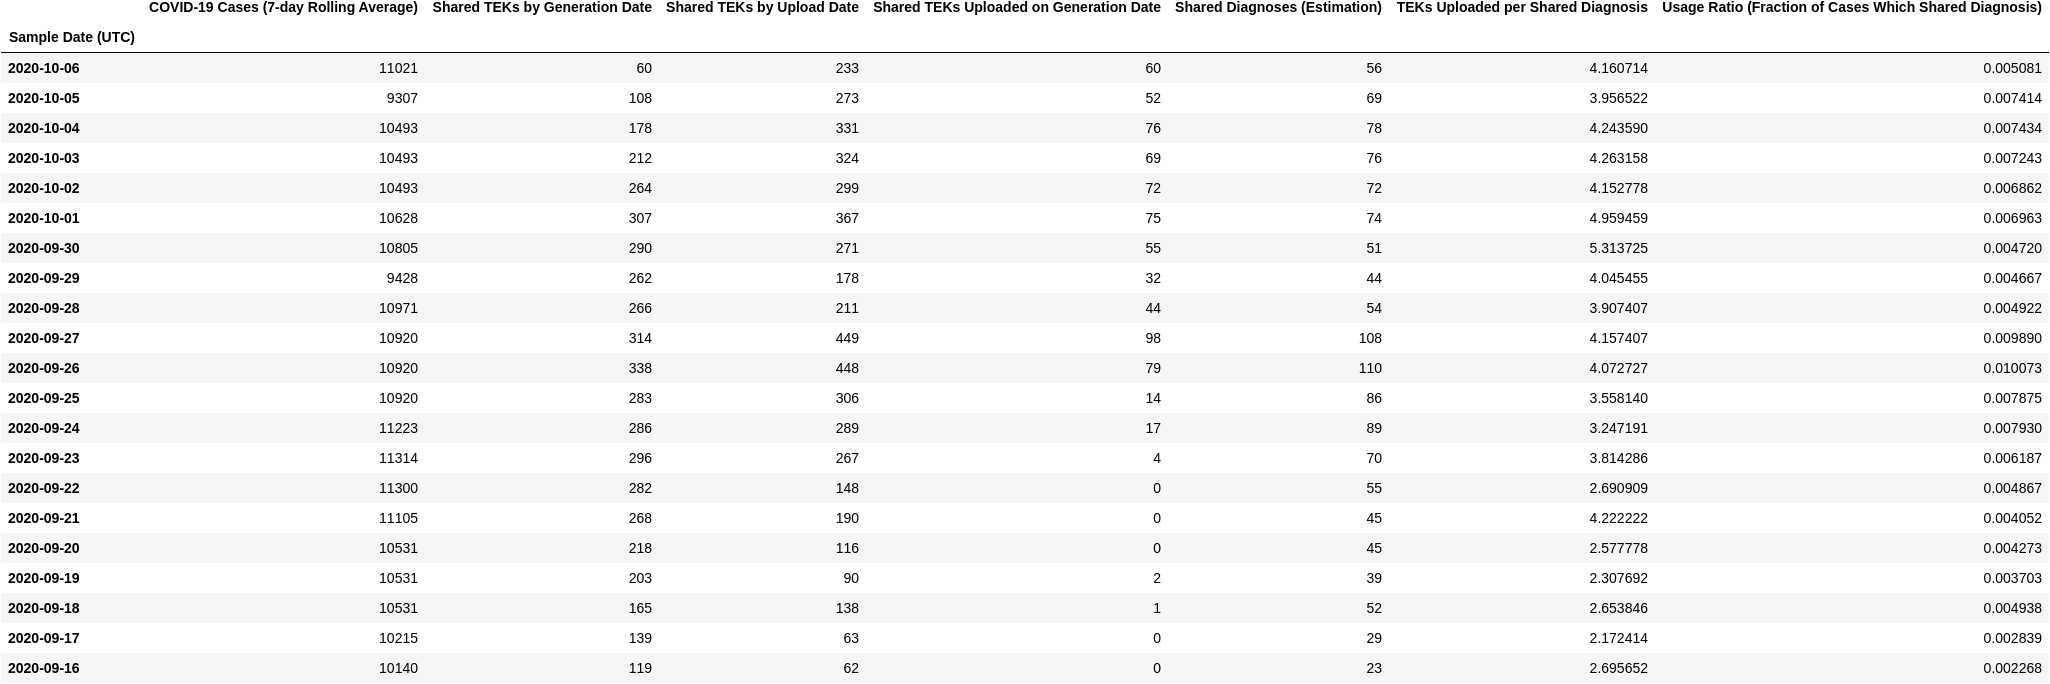 COVID-19 Cases (7-day Rolling Average) Shared TEKs by Generation Date Shared TEKs by Upload Date Shared TEKs Uploaded on Generation Date Shared Diagnoses (Estimation) TEKs Uploaded per Shared Diagnosis Usage Ratio (Fraction of Cases Which Shared Diagnosis)
Sample Date (UTC)
2020-10-06 11021 60 233 60 56 4.160714 0.005081
2020-10-05 9307 108 273 52 69 3.956522 0.007414
2020-10-04 10493 178 331 76 78 4.243590 0.007434
2020-10-03 10493 212 324 69 76 4.263158 0.007243
2020-10-02 10493 264 299 72 72 4.152778 0.006862
2020-10-01 10628 307 367 75 74 4.959459 0.006963
2020-09-30 10805 290 271 55 51 5.313725 0.004720
2020-09-29 9428 262 178 32 44 4.045455 0.004667
2020-09-28 10971 266 211 44 54 3.907407 0.004922
2020-09-27 10920 314 449 98 108 4.157407 0.009890
2020-09-26 10920 338 448 79 110 4.072727 0.010073
2020-09-25 10920 283 306 14 86 3.558140 0.007875
2020-09-24 11223 286 289 17 89 3.247191 0.007930
2020-09-23 11314 296 267 4 70 3.814286 0.006187
2020-09-22 11300 282 148 0 55 2.690909 0.004867
2020-09-21 11105 268 190 0 45 4.222222 0.004052
2020-09-20 10531 218 116 0 45 2.577778 0.004273
2020-09-19 10531 203 90 2 39 2.307692 0.003703
2020-09-18 10531 165 138 1 52 2.653846 0.004938
2020-09-17 10215 139 63 0 29 2.172414 0.002839
2020-09-16 10140 119 62 0 23 2.695652 0.002268